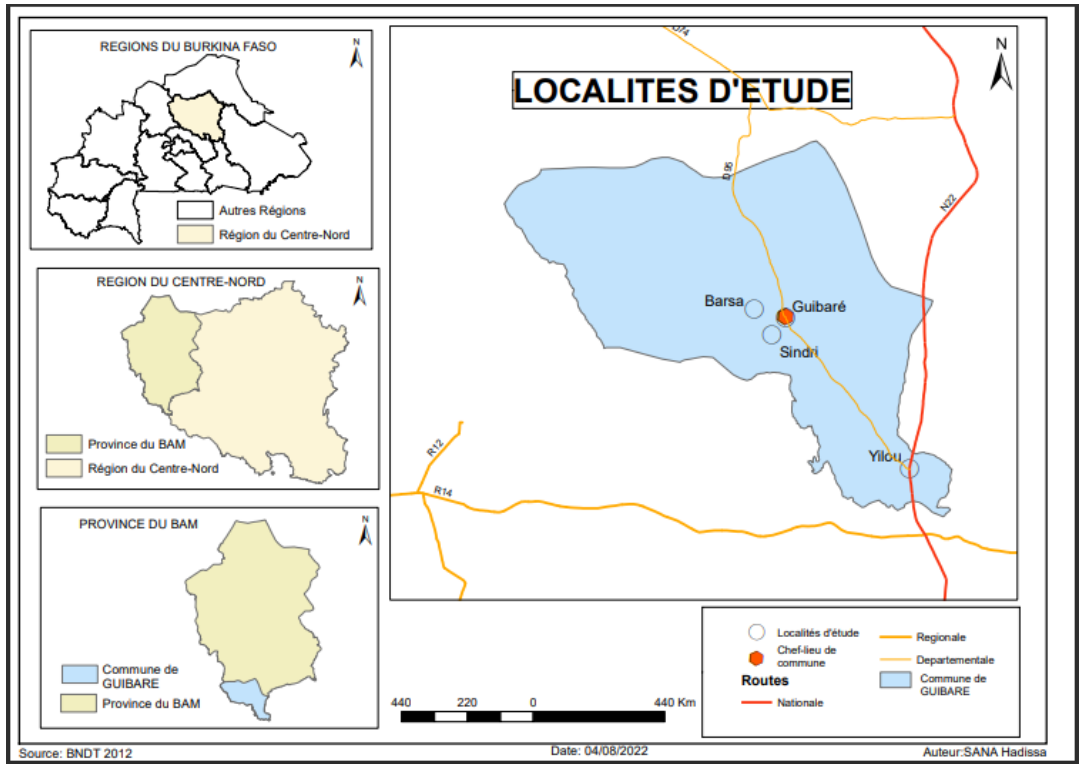 REGIONS DU BURKINA FASO
N
Autres Régions
Région du Centre-Nord
REGION DU CENTRE-NORD
N
Province du BAM
Région du Centre-Nord
PROVINCE DU BAM
N
Commune de
GUIBARE
Province du BAM
LOCALITES D'ETUDE
N
D74
D 95
N22
Barsa
Guibaré
Sindri
Yilou
R12
R14
440 220 0 440 Km
Localités d'étude
Chef-lieu de
commune
Routes
Nationale
Regionale
Departementale
Commune de
GUIBARE
Source: BNDT 2012
Date: 04/08/2022
Auteur:SANA Hadissa